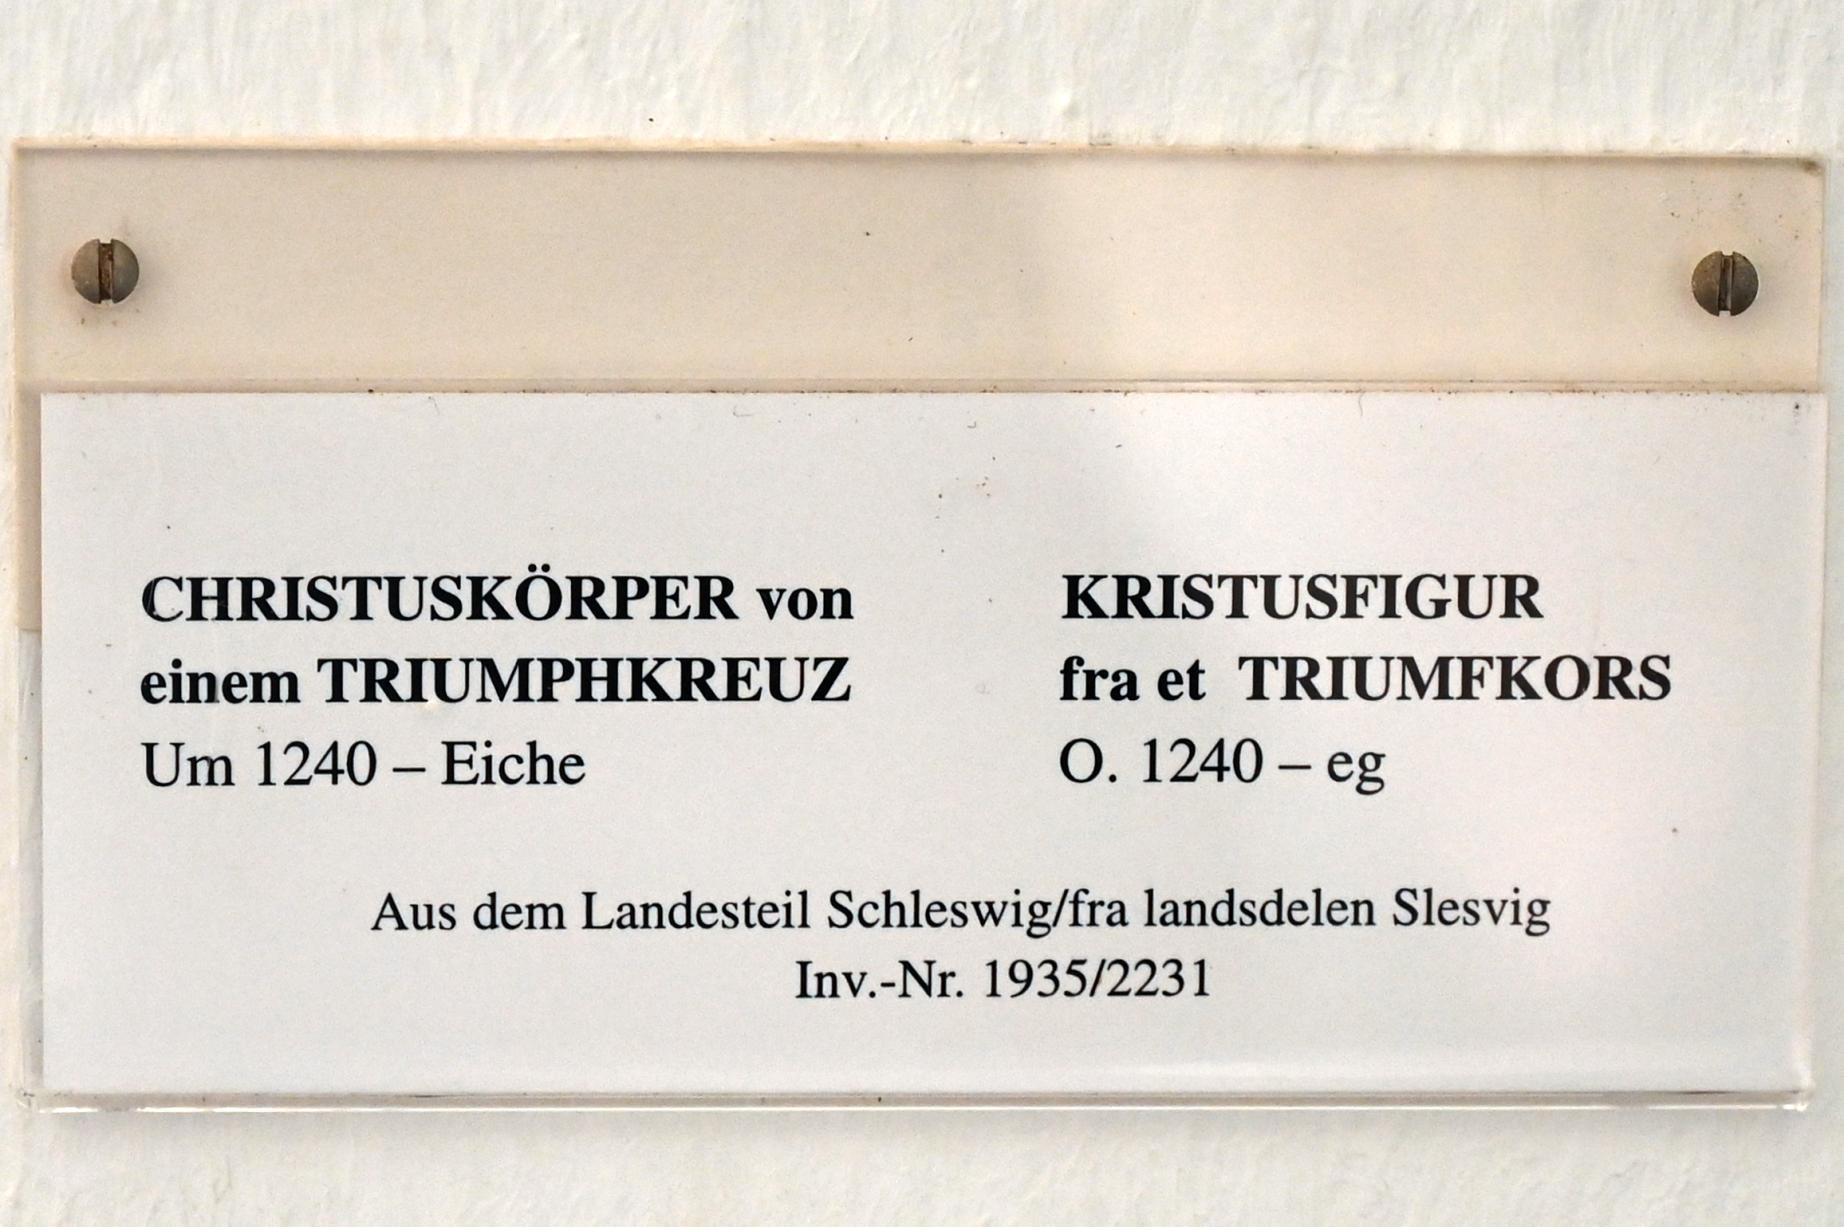 CHRISTUSKÖRPER von
einem TRIUMPHKREUZ
Um 1240 – Eiche
KRISTUSFIGUR
fra et TRIUMFKORS
O. 1240 – eg
Aus dem Landesteil Schleswig/fra landsdelen Slesvig
Inv.-Nr. 1935/2231